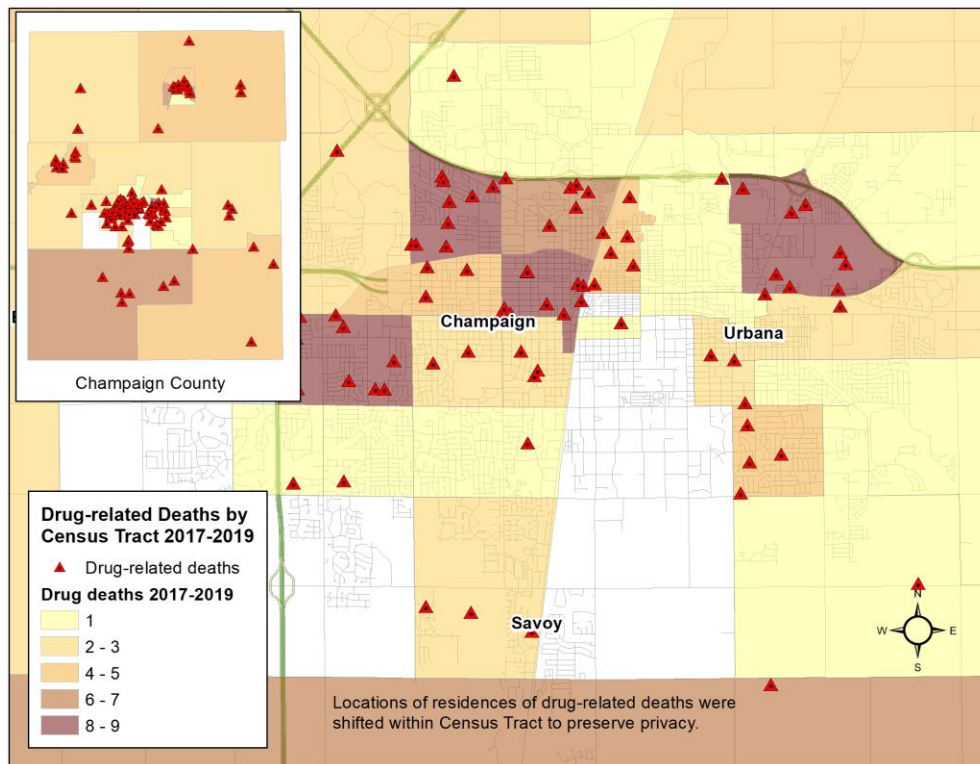 Champaign County
Champaign
Urbana
Drug-related Deaths by
Census Tract 2017-2019
Drug-related deaths
Drug deaths 2017-2019
1
2 - 3
4 - 5
6 - 7
8 - 9
Savoy
N
W
E
S
Locations of residences of drug-related deaths were
shifted within Census Tract to preserve privacy.